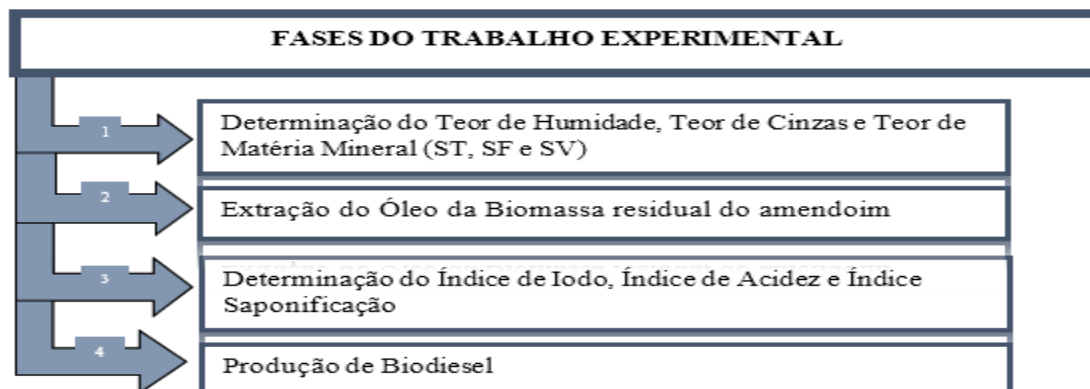 FASES DO TRABALHO EXPERIMENTAL
1
Determinação do Teor de Humidade, Teor de Cinzas e Teor de
Matéria Mineral (ST, SF e SV)
2
Extração do Óleo da Biomassa residual do amendoim
3
Determinação do Índice de Iodo, Índice de Acidez e Índice
Saponificação
4
Produção de Biodiesel